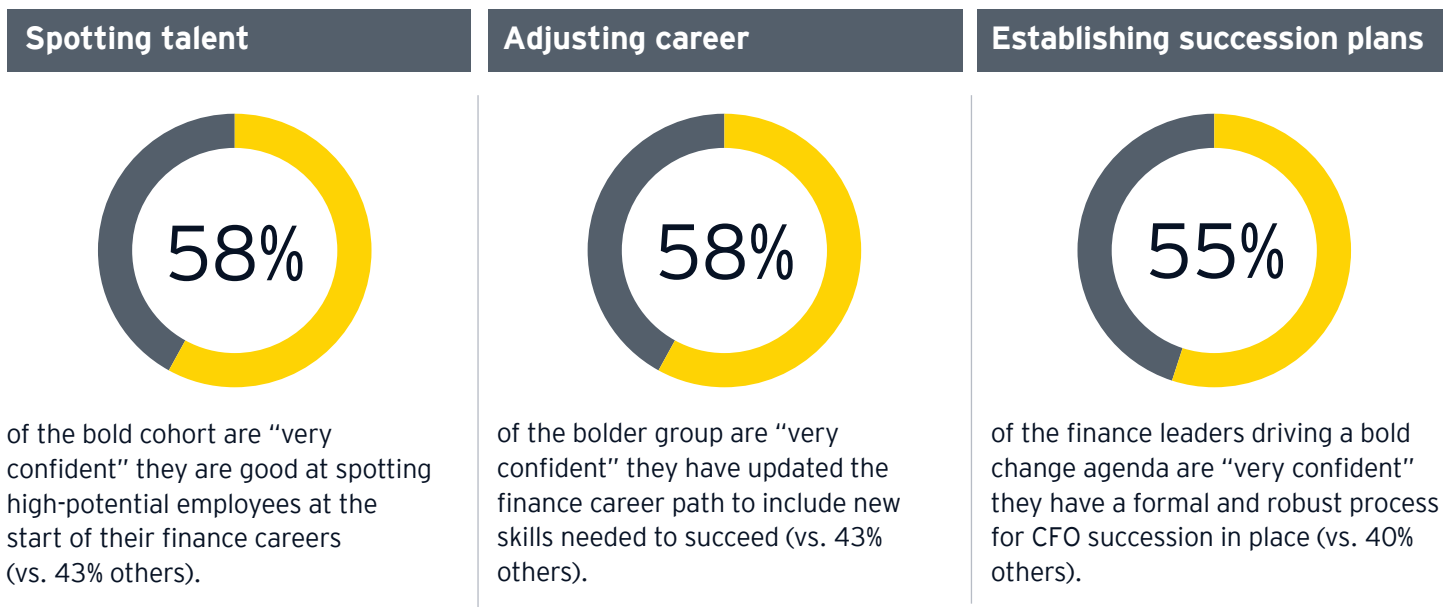 Spotting talent
58%
of the bold cohort are “very
confident” they are good at spotting
high-potential employees at the
start of their finance careers
(vs. 43% others).
Adjusting career
58%
of the bolder group are “very
confident” they have updated the
finance career path to include new
skills needed to succeed (vs. 43%
others).
Establishing succession plans
55%
of the finance leaders driving a bold
change agenda are “very confident”
they have a formal and robust process
for CFO succession in place (vs. 40%
others).